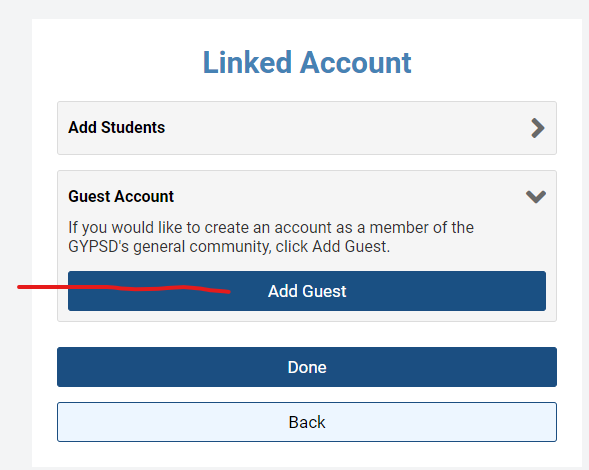 Linked Account
Add Students
Guest Account
If you would like to create an account as a member of the
GYPSD's general community, click Add Guest.
Add Guest
Done
Back